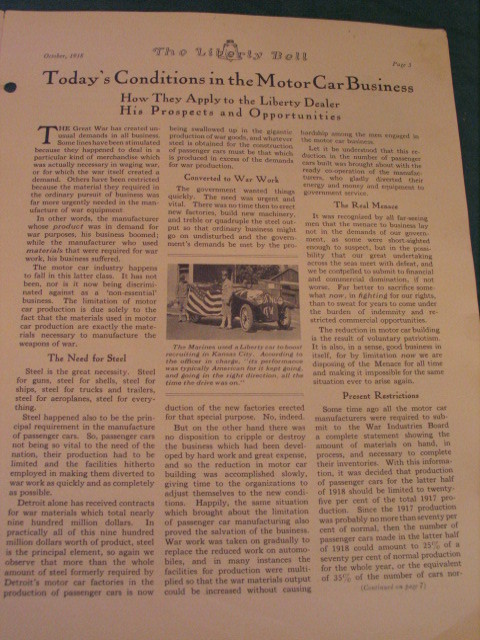 October, 1918
The Liberty Bell
Page 3
Today's Conditions in the Motor Car Business
How They Apply to the Liberty Dealer
His Prospects and Opportunities
THE Great War has created un-
usual demands in all business.
Some lines have been stimulated
because they happened to deal in a
particular kind of merchandise which
was actually necessary in waging war,
or for which the war itself created a
demand. Others have been restricted
because the material they required in
the ordinary pursuit of business was
far more urgently needed in the manu-
facture of war equipment.
In other words, the manufacturer
whose product was in demand for
war purposes, his business boomed;
while the manufacturer who used
materials that were required for war
work, his business suffered.
The motor car industry happens
to fall in this latter class. It has not
been, nor is it now being discrimi-
nated against as a 'non-essential'
business. The limitation of motor
car production is due solely to the
fact that the materials used in motor
car production are exactly the mate-
rials necessary to manufacture the
weapons of war.
The Need for Steel
Steel is the great necessity. Steel
for guns, steel for shells, steel for
ships, steel for trucks and trailers,
steel for aeroplanes, steel for every-
thing.
Steel happened also to be the prin-
cipal requirement in the manufacture
of passenger cars. So, passenger cars
not being so vital to the need of the
nation, their production had to be
limited and the facilities hitherto
employed in making them diverted to
war work as quickly and as completely
as possible.
Detroit alone has received contracts
for war materials which total nearly
nine hundred million dollars. In
practically all of this nine hundred
million dollars worth of product, steel
is the principal element, so again we
observe that more than the whole
amount of steel formerly required by
Detroit's motor car factories in the
production of passenger cars is now
being swallowed up in the gigantic
production of war goods, and whatever
steel is obtained for the construction
of passenger cars must be that which
is produced in excess of the demands
for war production.
Converted to War Work
The government wanted things
quickly. The need was urgent and
vital. There was no time then to erect
new factories, build new machinery,
and treble or quadruple the steel out-
put so that ordinary business might
go on undisturbed and the govern-
ment's demands be met by the pro-
The Marines used a Liberty car to boost
recruiting in Kansas City. According to
the officer in charge, "its performance
was typically American for it kept going,
and going in the right direction, all the
time the drive was on."
duction of the new factories erected
for that special purpose. No, indeed.
But on the other hand there was
no disposition to cripple or destroy
the business which had been devel-
oped by hard work and great expense,
and so the reduction in motor car
building was accomplished slowly,
giving time to the organizations to
adjust themselves to the new condi-
tions. Happily, the same situation
which brought about the limitation
of passenger car manufacturing also
proved the salvation of the business.
War work was taken on gradually to
replace the reduced work on automo-
biles, and in many instances the
facilities for production were multi-
plied so that the war materials output
could be increased without causing
hardship among the men engaged in
the motor car business.
Let it be understood that this re-
duction in the number of passenger
cars built was brought about with the
ready co-operation of the manufac-
turers, who gladly diverted their
energy and money and equipment to
government service.
The Real Menace
It was recognized by all far-seeing
men that the menace to business lay
not in the demands of our govern-
ment, as some were short-sighted
enough to suspect, but in the possi-
bility that our great undertaking
across the seas meet with defeat, and
we be compelled to submit to financial
and commercial domination, if not
worse. Far better to sacrifice some-
what now, in fighting for our rights,
than to sweat for years to come under
the burden of indemnity and re-
stricted commercial opportunities.
The reduction in motor car building
is the result of voluntary patriotism.
It is also, in a sense, good business in
itself, for by limitation now we are
disposing of the Menace for all time
and making it impossible for the same
situation ever to arise again.
Present Restrictions
Some time ago all the motor car
manufacturers were required to sub-
mit to the War Industries Board
a complete statement showing the
amount of materials on hand, in
process, and necessary to complete
their inventories. With this informa-
tion, it was decided that production
of passenger cars for the latter half
of 1918 should be limited to twenty-
five per cent of the total 1917 pro-
duction. Since the 1917 production
was probably no more than seventy per
cent of normal, then the number of
passenger cars made in the latter half
of 1918 could amount to 25% of a
seventy per cent of normal production
for the whole year, or the equivalent
of 35% of the number of cars nor-
(Continued on page 7)